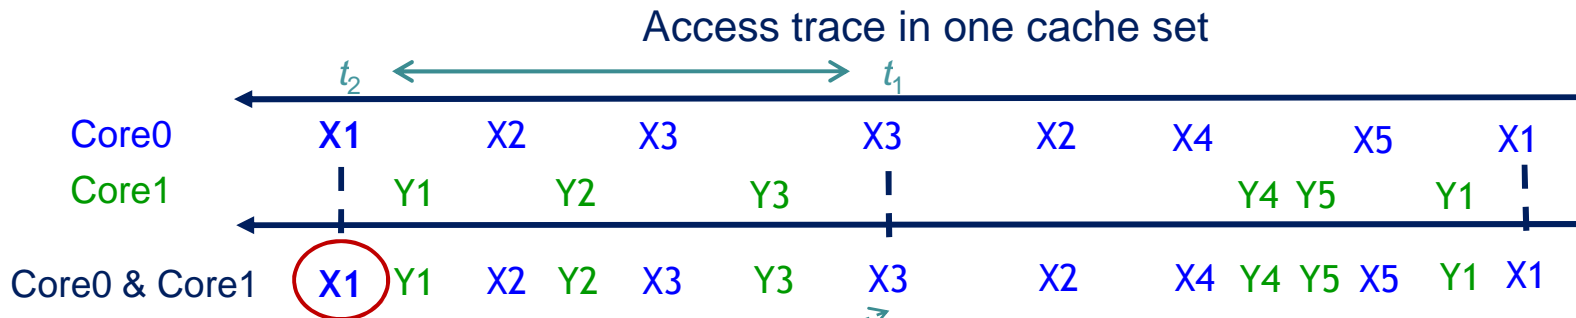 Access trace in one cache set
t2 t1
Core0 X1 X2 X3 X3 X2 X4 X5 X1
Core1 Y1 Y2 Y3 Y4 Y5 Y1
Core0 & Core1 X1 Y1 X2 Y2 X3 Y3 X3 X2 X4 Y4 Y5 X5 Y1 X1